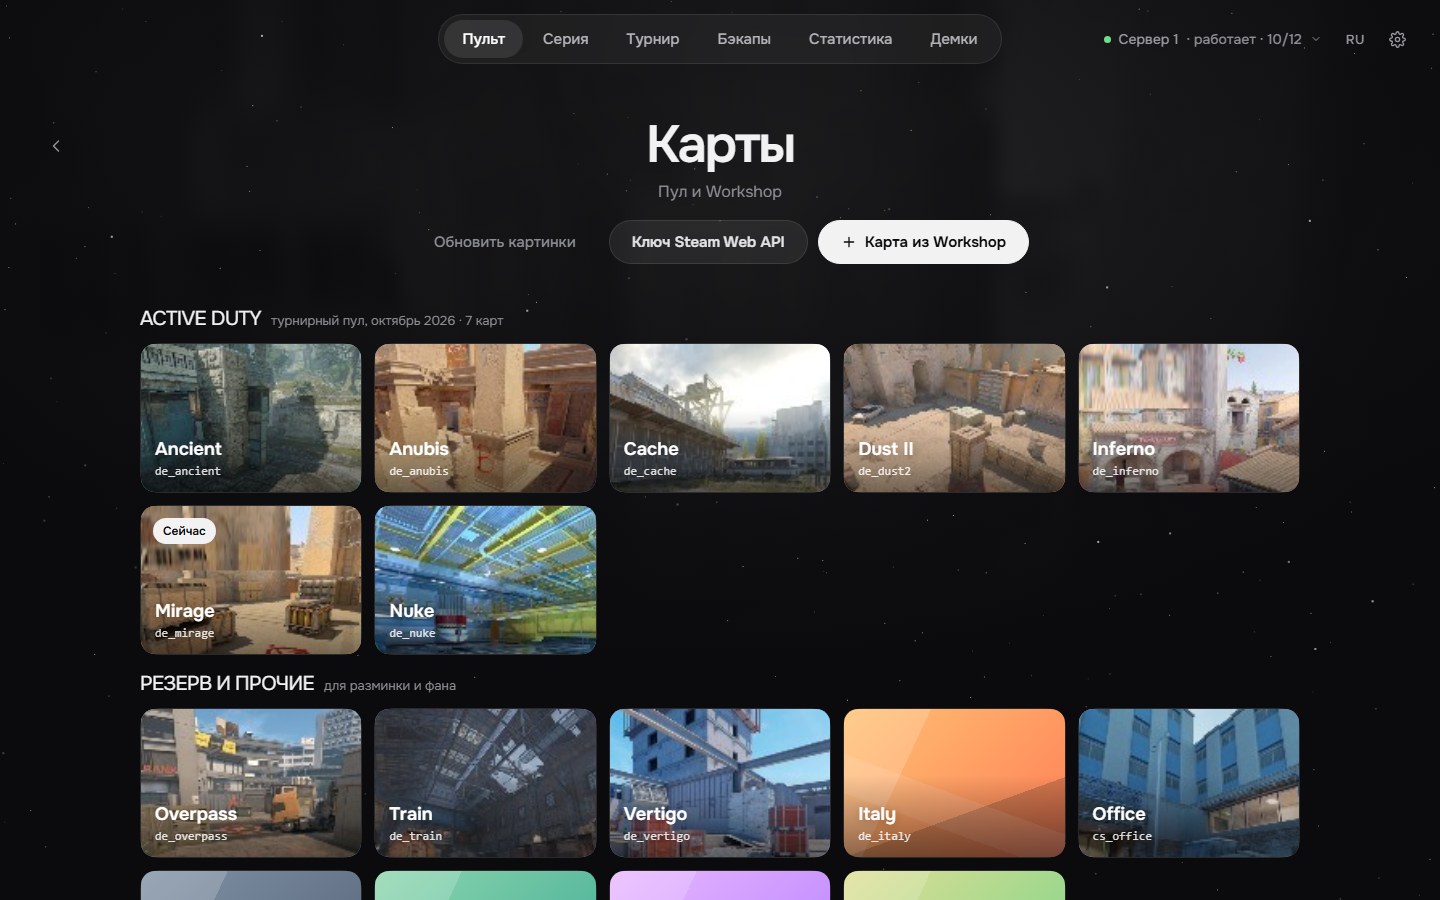 Пульт
Серия
Турнир
Бэкапы
Статистика
Демки
Сервер 1 · работает · 10/12
RU
Карты
Пул и Workshop
Обновить картинки
Ключ Steam Web API
+ Карта из Workshop
ACTIVE DUTY турнирный пул, октябрь 2026 · 7 карт
Ancient
de_ancient
Anubis
de_anubis
Cache
de_cache
Dust II
de_dust2
Inferno
de_inferno
Сейчас
Mirage
de_mirage
Nuke
de_nuke
РЕЗЕРВ И ПРОЧИЕ для разминки и фана
Overpass
de_overpass
Train
de_train
Vertigo
de_vertigo
Italy
de_italy
Office
cs_office